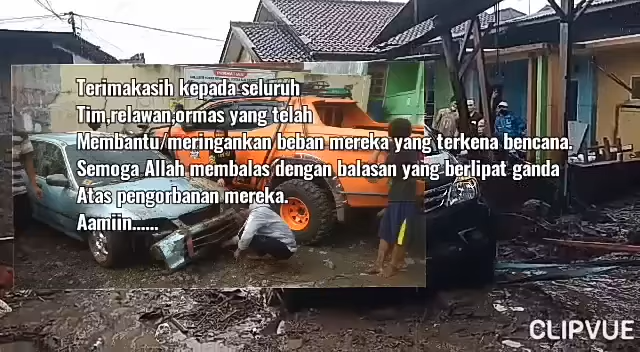 Terimakasih kepada seluruh
Tim,relawan,ormas yang telah
Membantu/meringankan beban mereka yang terkena bencana.
Semoga Allah membalas dengan balasan yang berlipat ganda
Atas pengorbanan mereka.
Aamiin......
CLIPVUE